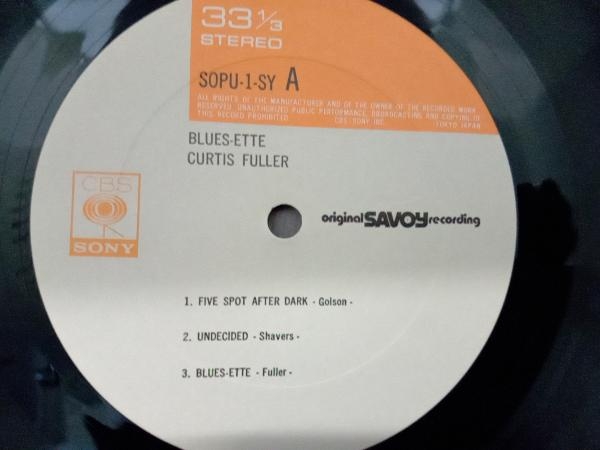 33 1/3
STEREO
SOPU-1-SY A
ALL RIGHTS OF THE MANUFACTURER AND OF THE OWNER OF THE RECORDED WORK
RESERVED. UNAUTHORIZED PUBLIC PERFORMANCE, BROADCASTING AND COPYING OF
THIS RECORD PROHIBITED. CBS/SONY INC. TOKYO JAPAN
BLUES-ETTE
CURTIS FULLER
CBS
SONY
original SAVOY recording
1. FIVE SPOT AFTER DARK - Golson -
2. UNDECIDED - Shavers -
3. BLUES-ETTE - Fuller -